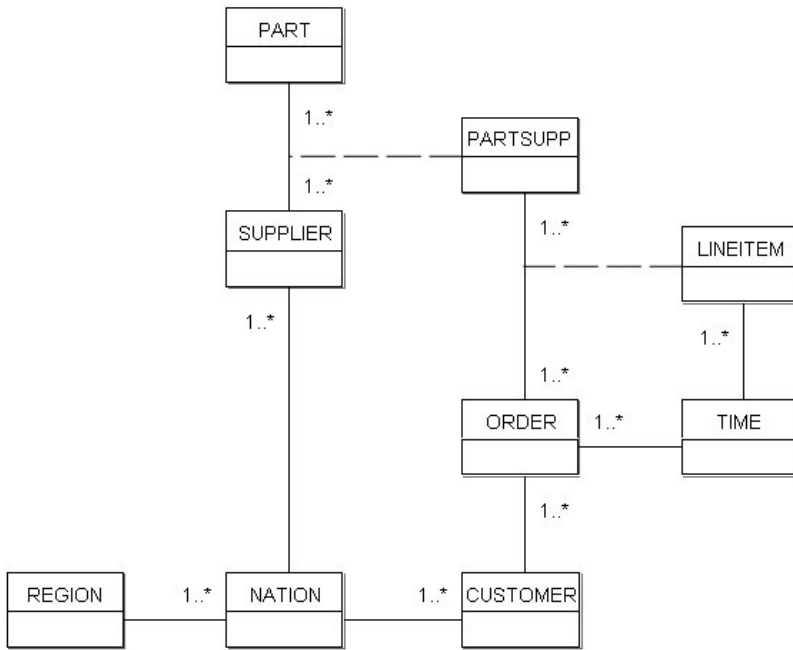 PART
1..*
PARTSUPP
1..*
SUPPLIER
1..*
LINEITEM
1..*
1..*
1..*
ORDER
1..*
TIME
1..*
REGION
1..*
NATION
1..*
CUSTOMER